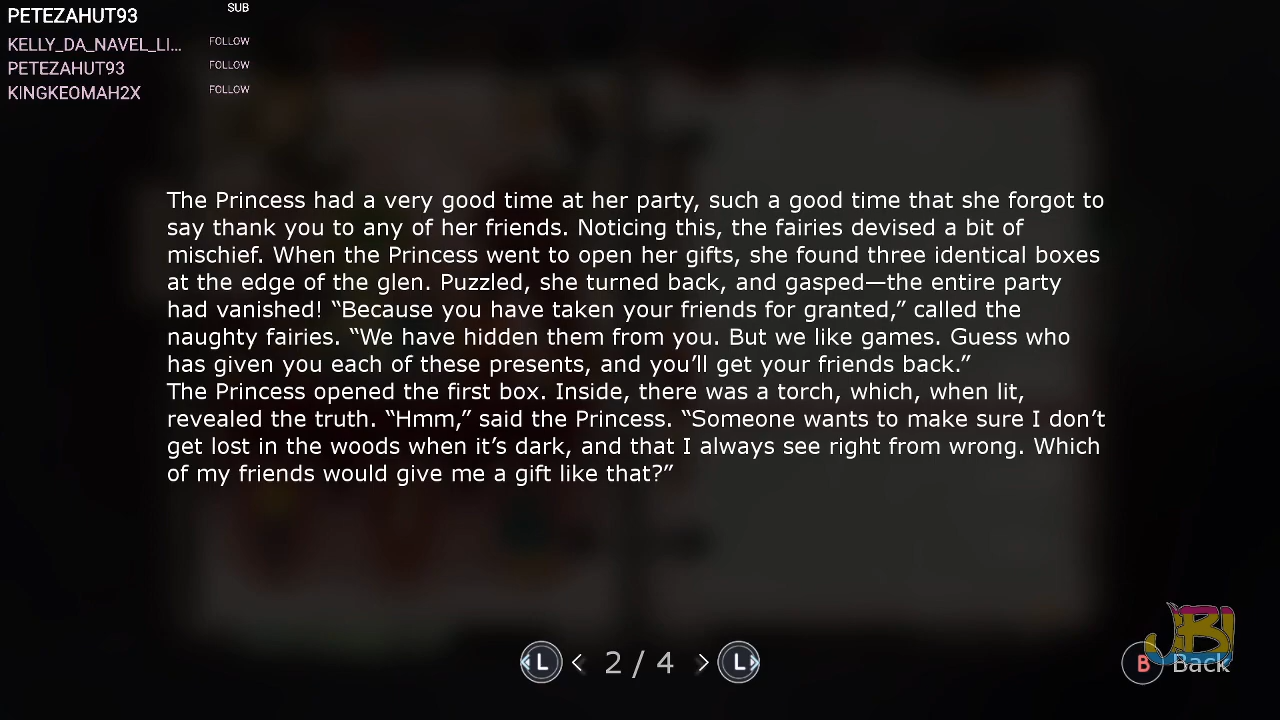 PETEZAHUT93 SUB
KELLY_DA_NAVEL_LI... FOLLOW
PETEZAHUT93 FOLLOW
K!NGKEOMAH2X FOLLOW
The Princess had a very good time at her party, such a good time that she forgot to
say thank you to any of her friends. Noticing this, the fairies devised a bit of
mischief. When the Princess went to open her gifts, she found three identical boxes
at the edge of the glen. Puzzled, she turned back, and gasped—the entire party
had vanished! “Because you have taken your friends for granted,” called the
naughty fairies. “We have hidden them from you. But we like games. Guess who
has given you each of these presents, and you’ll get your friends back.”
The Princess opened the first box. Inside, there was a torch, which, when lit,
revealed the truth. “Hmm,” said the Princess. “Someone wants to make sure I don’t
get lost in the woods when it’s dark, and that I always see right from wrong. Which
of my friends would give me a gift like that?”
L < 2 / 4 > L
JBI
B Back